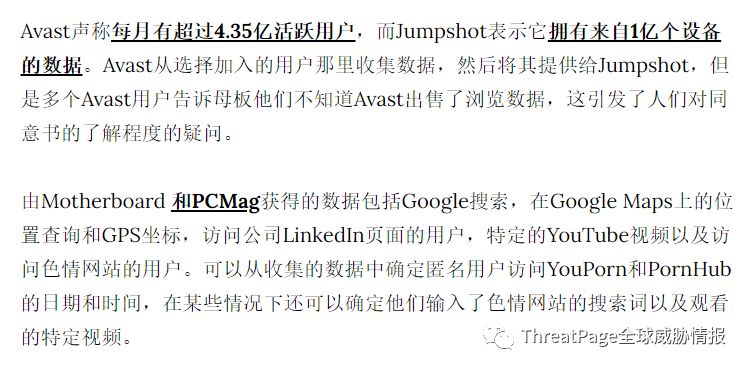 Avast声称每月有超过4.35亿活跃用户，而Jumpshot表示它拥有来自1亿个设备
的数据。Avast从选择加入的用户那里收集数据，然后将其提供给Jumpshot，但
是多个Avast用户告诉母板他们不知道Avast出售了浏览数据，这引发了人们对同
意书的了解程度的疑问。
由Motherboard 和PCMag获得的数据包括Google搜索，在Google Maps上的位
置查询和GPS坐标，访问公司LinkedIn页面的用户，特定的YouTube视频以及访
问色情网站的用户。可以从收集的数据中确定匿名用户访问YouPorn和PornHub
的日期和时间，在某些情况下还可以确定他们输入了色情网站的搜索词以及观看
的特定视频。
ThreatPage全球威胁情报